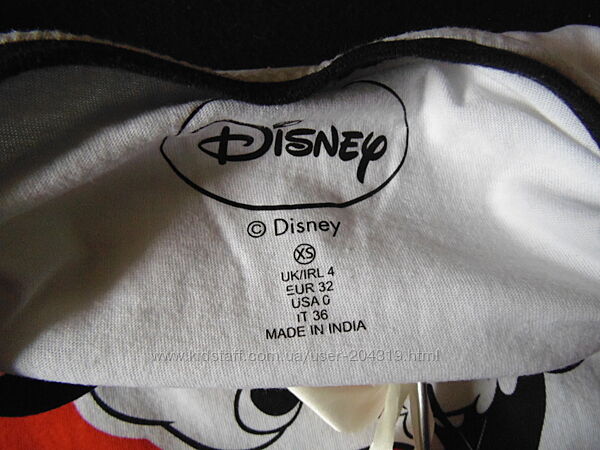 DISNEY
© Disney
XS
UK/IRL 4
EUR 32
USA 0
IT 36
MADE IN INDIA
www.kidstaff.com.ua/user-204319.html